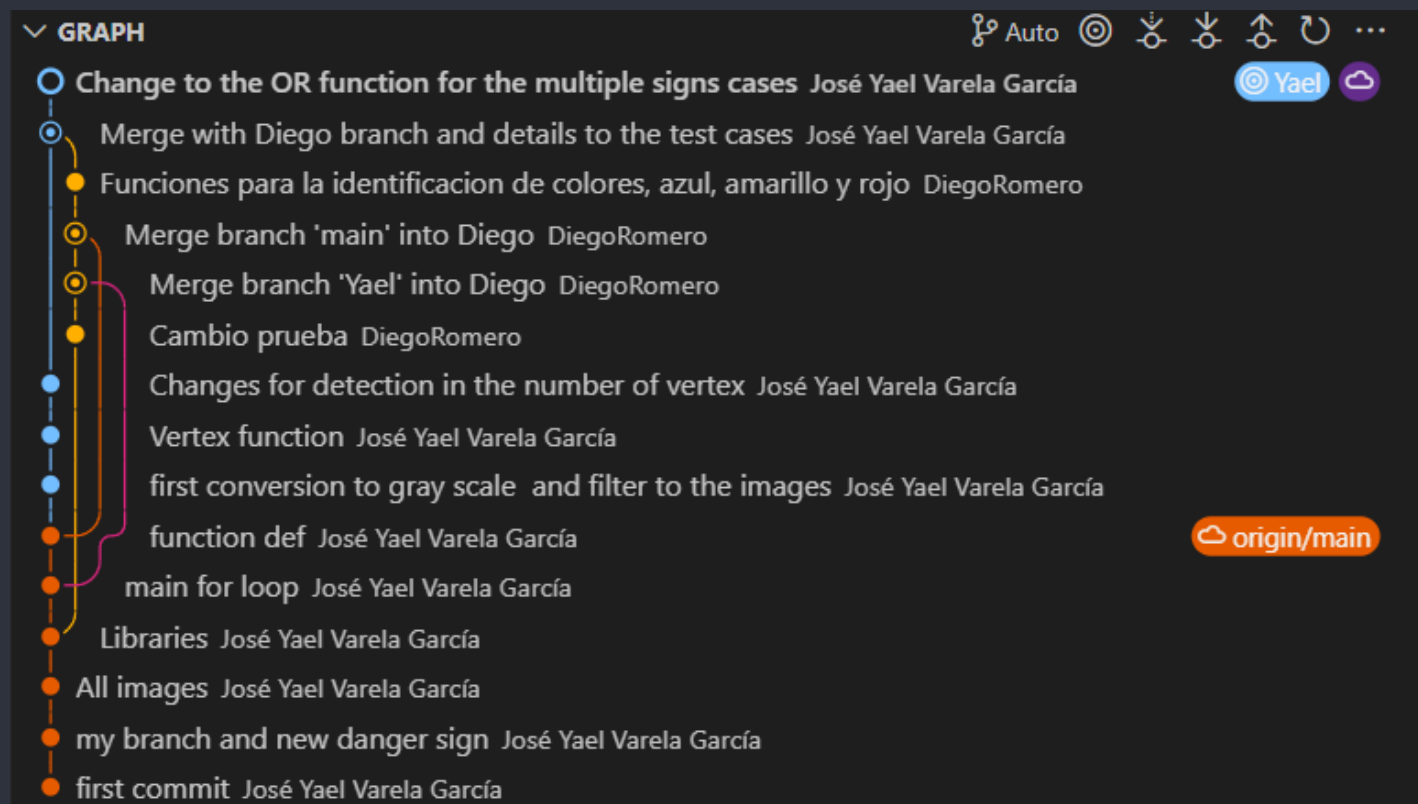 GRAPH Auto
Change to the OR function for the multiple signs cases José Yael Varela García Yael
Merge with Diego branch and details to the test cases José Yael Varela García
Funciones para la identificacion de colores, azul, amarillo y rojo DiegoRomero
Merge branch 'main' into Diego DiegoRomero
Merge branch 'Yael' into Diego DiegoRomero
Cambio prueba DiegoRomero
Changes for detection in the number of vertex José Yael Varela García
Vertex function José Yael Varela García
first conversion to gray scale  and filter to the images José Yael Varela García
function def José Yael Varela García origin/main
main for loop José Yael Varela García
Libraries José Yael Varela García
All images José Yael Varela García
my branch and new danger sign José Yael Varela García
first commit José Yael Varela García